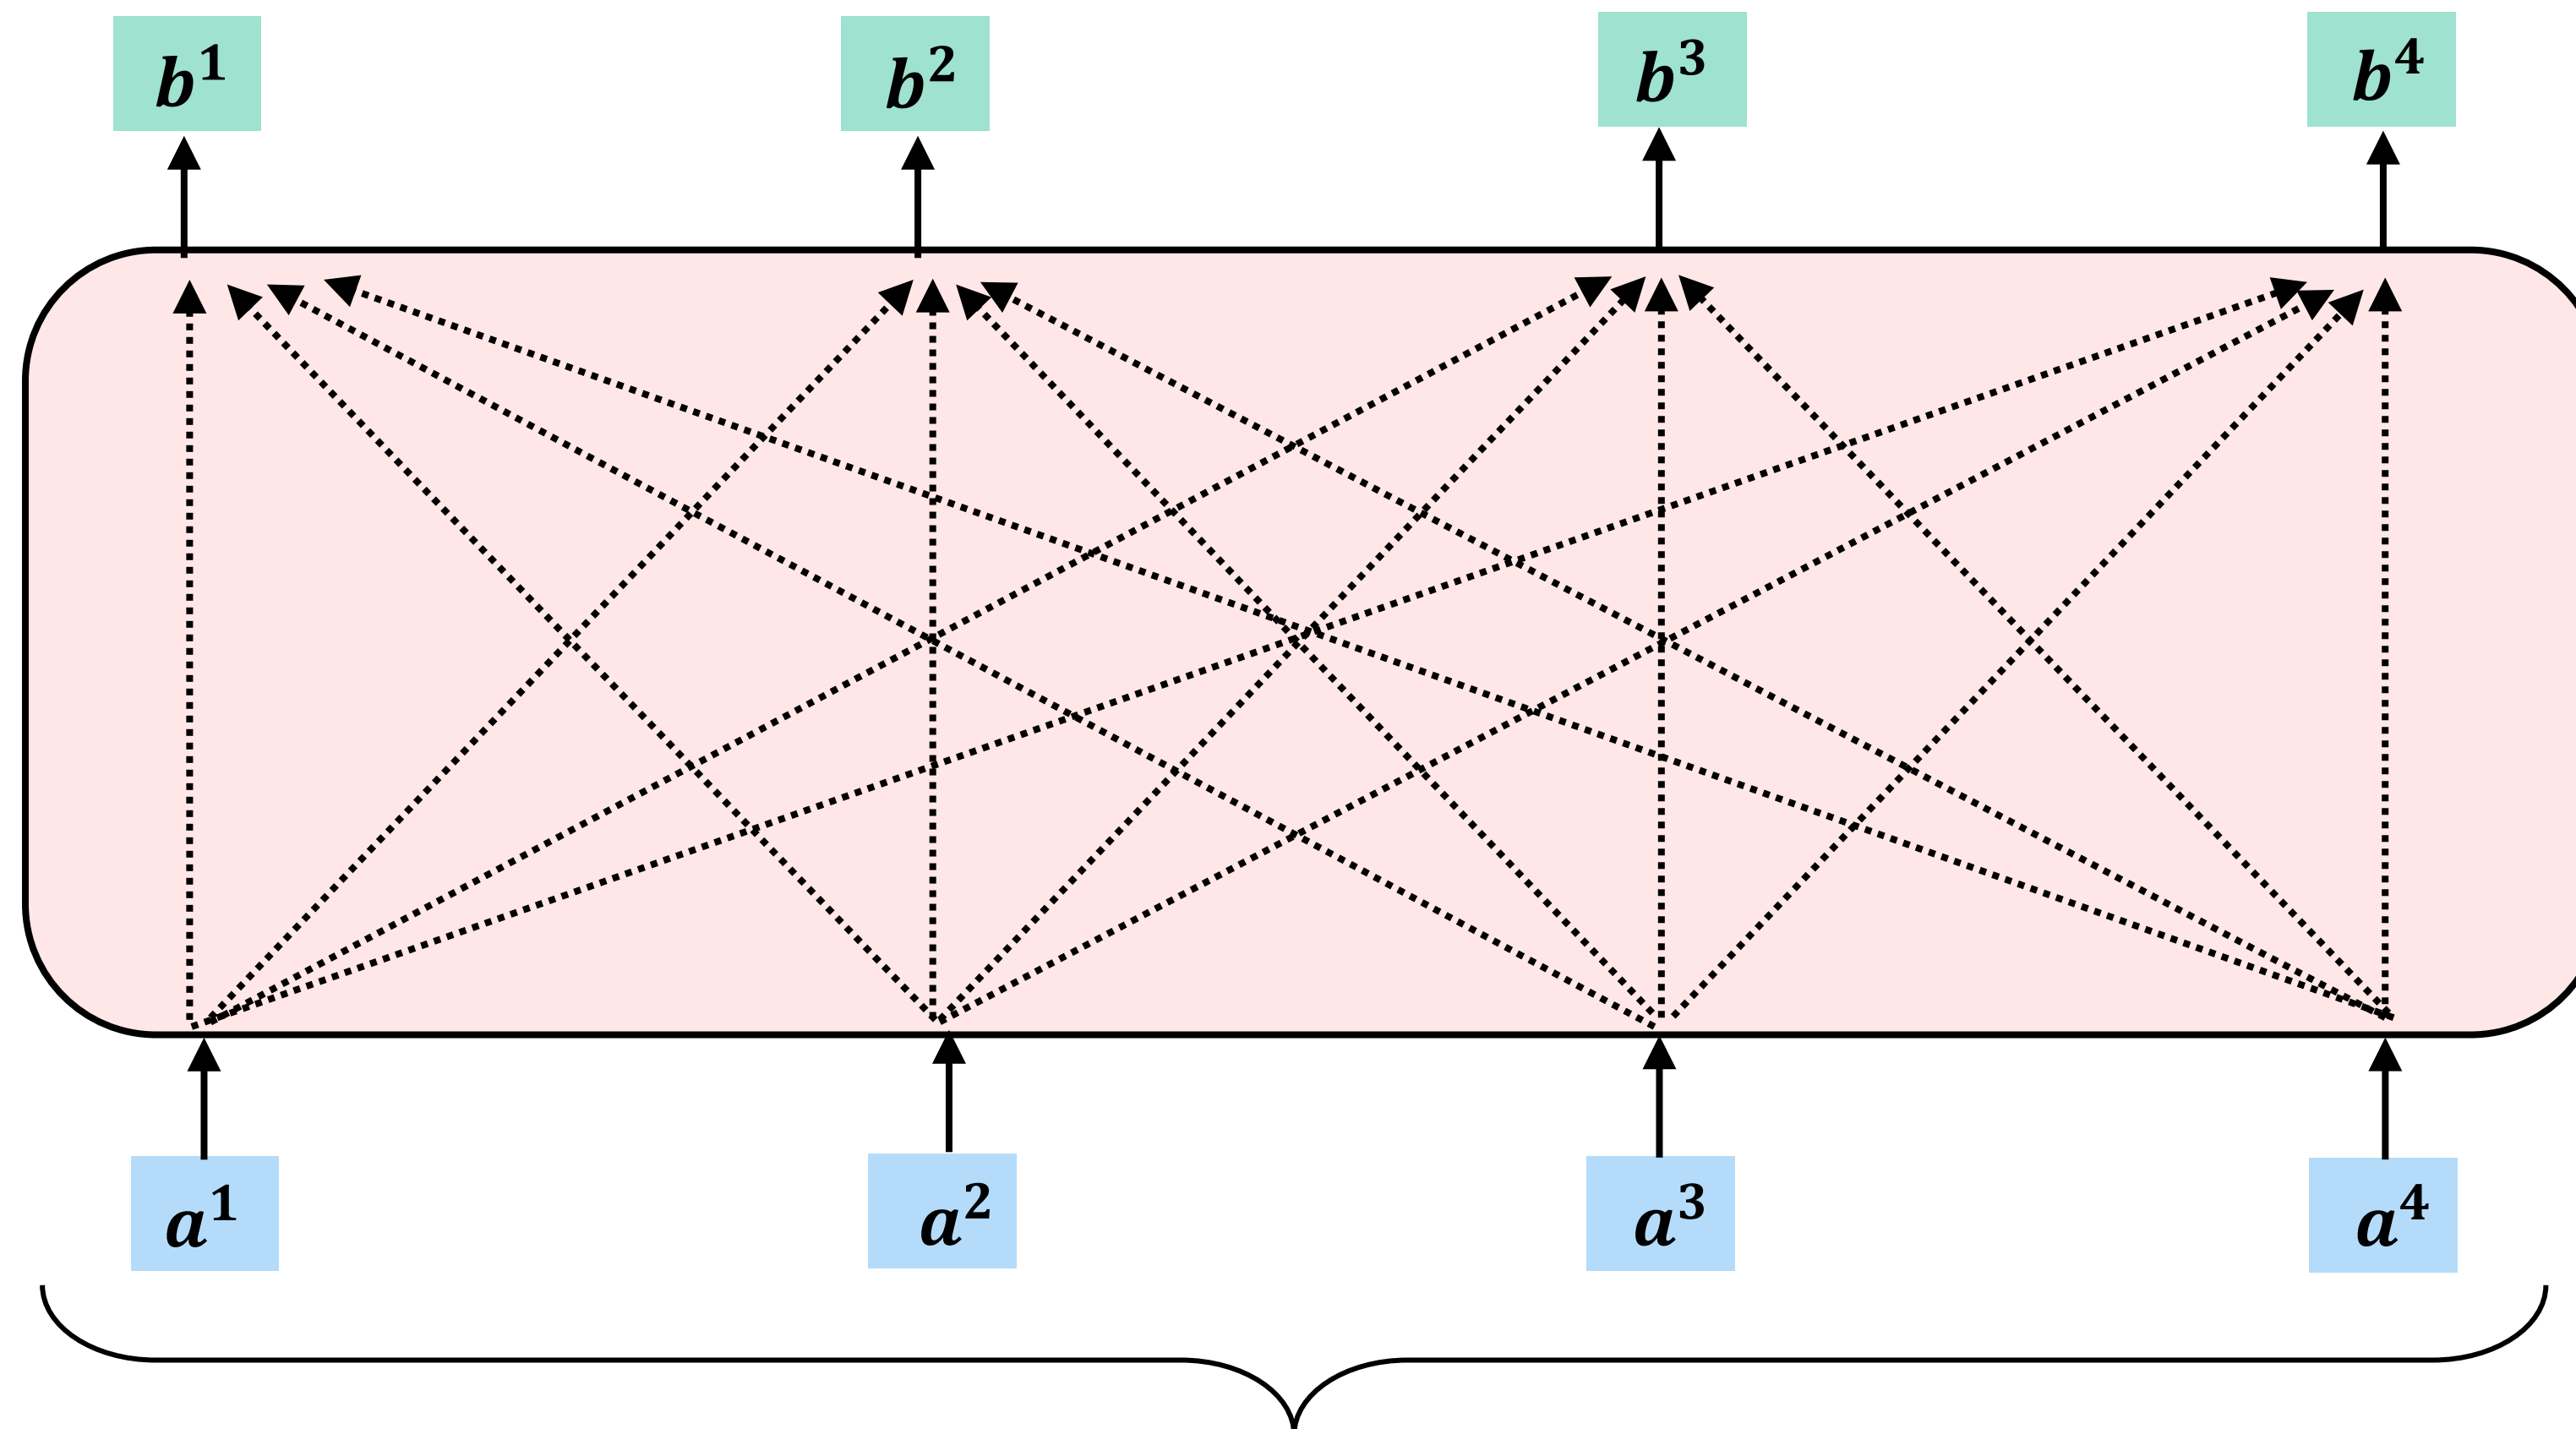 b¹ b² b³ b⁴
a¹ a² a³ a⁴